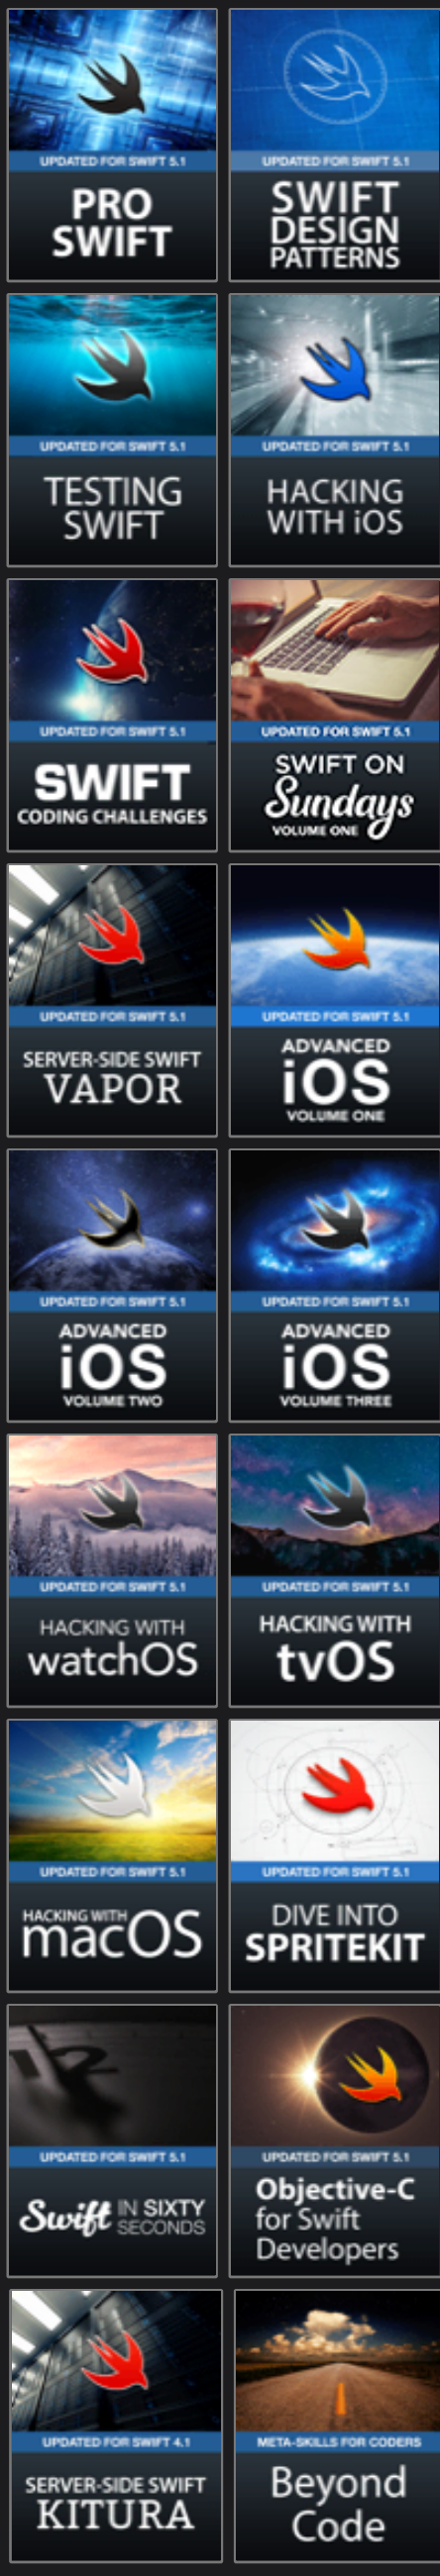 UPDATED FOR SWIFT 5.1
PRO
SWIFT
UPDATED FOR SWIFT 5.1
SWIFT
DESIGN
PATTERNS
UPDATED FOR SWIFT 5.1
TESTING
SWIFT
UPDATED FOR SWIFT 5.1
HACKING
WITH iOS
UPDATED FOR SWIFT 5.1
SWIFT
CODING CHALLENGES
UPDATED FOR SWIFT 5.1
SWIFT ON
Sundays
VOLUME ONE
UPDATED FOR SWIFT 5.1
SERVER-SIDE SWIFT
VAPOR
UPDATED FOR SWIFT 5.1
ADVANCED
iOS
VOLUME ONE
UPDATED FOR SWIFT 5.1
ADVANCED
iOS
VOLUME TWO
UPDATED FOR SWIFT 5.1
ADVANCED
iOS
VOLUME THREE
UPDATED FOR SWIFT 5.1
HACKING WITH
watchOS
UPDATED FOR SWIFT 5.1
HACKING WITH
tvOS
UPDATED FOR SWIFT 5.1
HACKING WITH
macOS
UPDATED FOR SWIFT 5.1
DIVE INTO
SPRITEKIT
12
UPDATED FOR SWIFT 5.1
Swift IN SIXTY
SECONDS
UPDATED FOR SWIFT 5.1
Objective-C
for Swift
Developers
UPDATED FOR SWIFT 4.1
SERVER-SIDE SWIFT
KITURA
META-SKILLS FOR CODERS
Beyond
Code